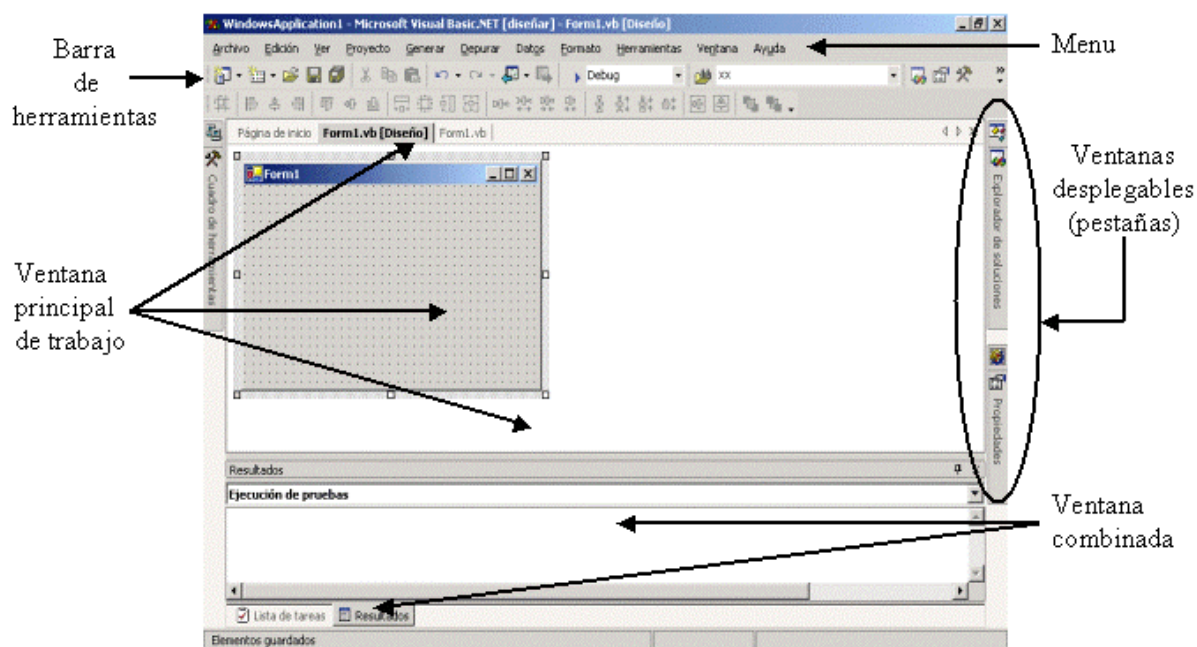 WindowsApplication1 - Microsoft Visual Basic.NET [diseñar] - Form1.vb [Diseño]
Archivo Edición Ver Proyecto Generar Depurar Datos Formato Herramientas Ventana Ayuda
Menu
Barra
de
herramientas
Debug
xx
Página de inicio Form1.vb [Diseño] Form1.vb
Form1
Cuadro de herramientas
Explorador de soluciones
Propiedades
Ventanas
desplegables
(pestañas)
Ventana
principal
de trabajo
Resultados
Ejecución de pruebas
Ventana
combinada
Lista de tareas Resultados
Elementos guardados